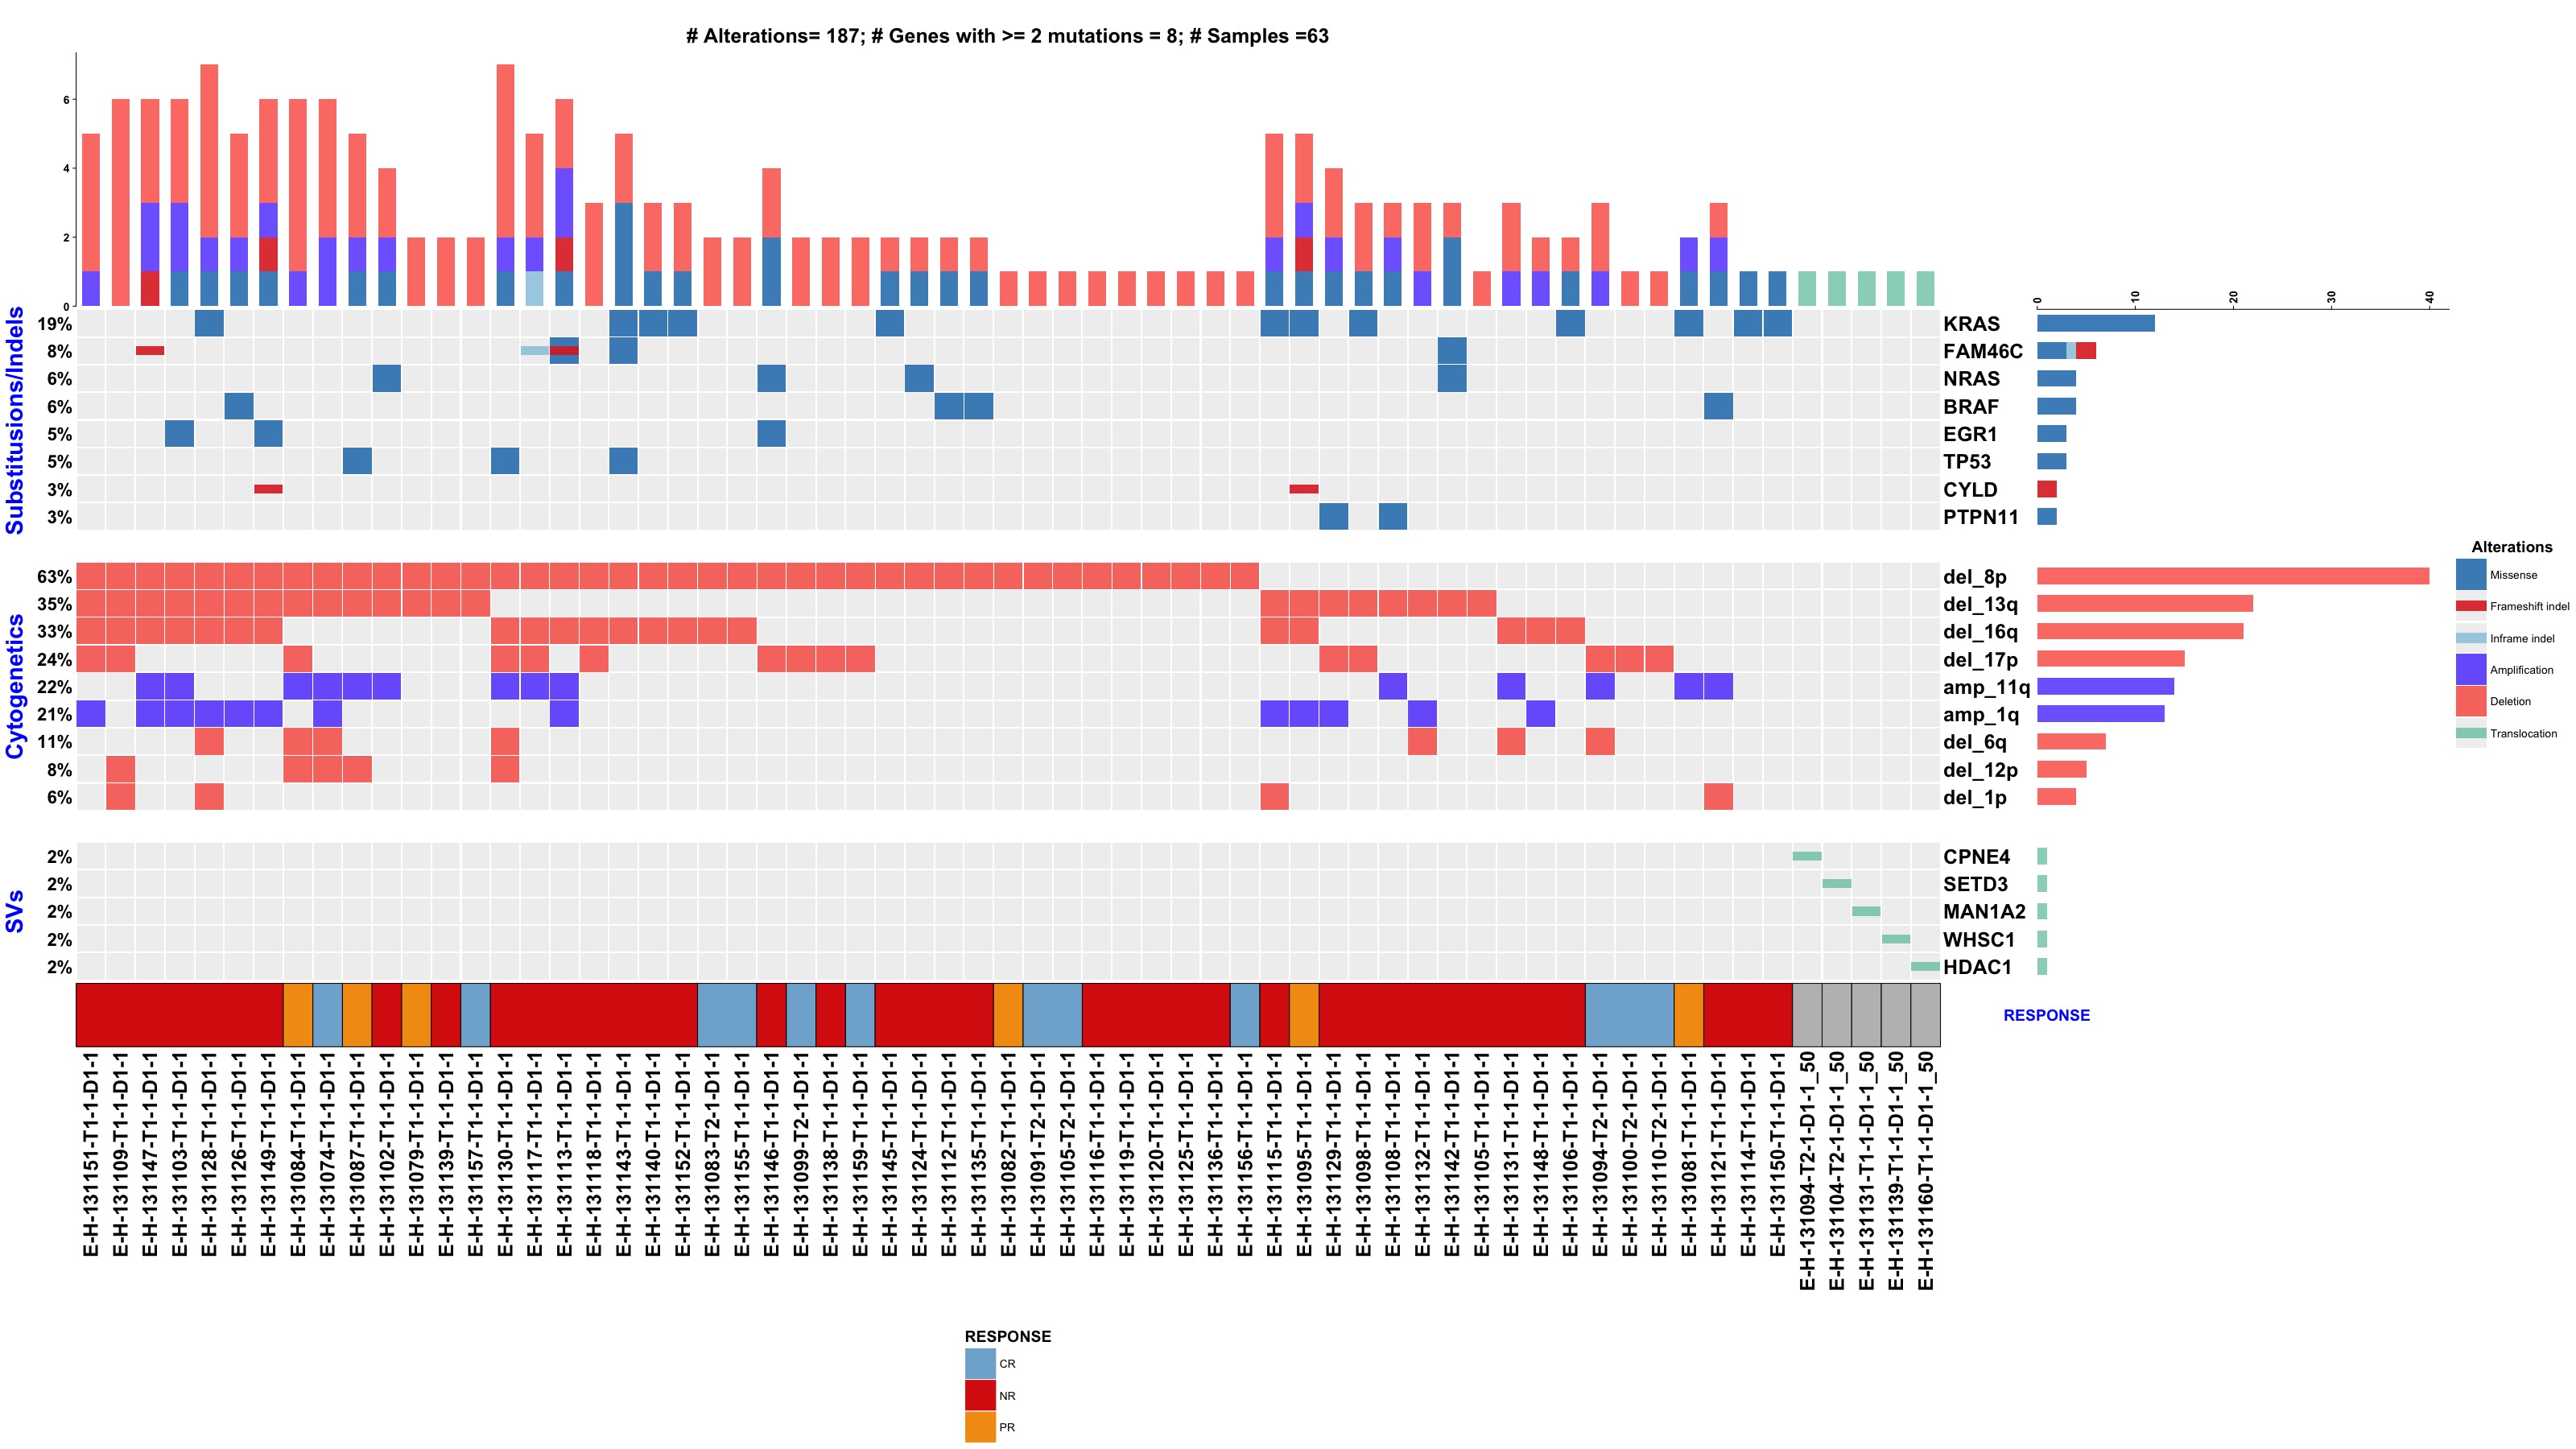 # Alterations= 187; # Genes with >= 2 mutations = 8; # Samples =63
6
4
2
0
0
10
20
30
40
Substitusions/Indels
19% KRAS
8% FAM46C
6% NRAS
6% BRAF
5% EGR1
5% TP53
3% CYLD
3% PTPN11
Cytogenetics
63% del_8p
35% del_13q
33% del_16q
24% del_17p
22% amp_11q
21% amp_1q
11% del_6q
8% del_12p
6% del_1p
Alterations
Missense
Frameshift indel
Inframe indel
Amplification
Deletion
Translocation
SVs
2% CPNE4
2% SETD3
2% MAN1A2
2% WHSC1
2% HDAC1
RESPONSE
E-H-131151-T1-1-D1-1
E-H-131109-T1-1-D1-1
E-H-131147-T1-1-D1-1
E-H-131103-T1-1-D1-1
E-H-131128-T1-1-D1-1
E-H-131126-T1-1-D1-1
E-H-131149-T1-1-D1-1
E-H-131084-T1-1-D1-1
E-H-131074-T1-1-D1-1
E-H-131087-T1-1-D1-1
E-H-131102-T1-1-D1-1
E-H-131079-T1-1-D1-1
E-H-131139-T1-1-D1-1
E-H-131157-T1-1-D1-1
E-H-131130-T1-1-D1-1
E-H-131117-T1-1-D1-1
E-H-131113-T1-1-D1-1
E-H-131118-T1-1-D1-1
E-H-131143-T1-1-D1-1
E-H-131140-T1-1-D1-1
E-H-131152-T1-1-D1-1
E-H-131083-T2-1-D1-1
E-H-131155-T1-1-D1-1
E-H-131146-T1-1-D1-1
E-H-131099-T2-1-D1-1
E-H-131138-T1-1-D1-1
E-H-131159-T1-1-D1-1
E-H-131145-T1-1-D1-1
E-H-131124-T1-1-D1-1
E-H-131112-T1-1-D1-1
E-H-131135-T1-1-D1-1
E-H-131082-T1-1-D1-1
E-H-131091-T2-1-D1-1
E-H-131105-T2-1-D1-1
E-H-131116-T1-1-D1-1
E-H-131119-T1-1-D1-1
E-H-131120-T1-1-D1-1
E-H-131125-T1-1-D1-1
E-H-131136-T1-1-D1-1
E-H-131156-T1-1-D1-1
E-H-131115-T1-1-D1-1
E-H-131095-T1-1-D1-1
E-H-131129-T1-1-D1-1
E-H-131098-T1-1-D1-1
E-H-131108-T1-1-D1-1
E-H-131132-T1-1-D1-1
E-H-131142-T1-1-D1-1
E-H-131105-T1-1-D1-1
E-H-131131-T1-1-D1-1
E-H-131148-T1-1-D1-1
E-H-131106-T1-1-D1-1
E-H-131094-T2-1-D1-1
E-H-131100-T2-1-D1-1
E-H-131110-T2-1-D1-1
E-H-131081-T1-1-D1-1
E-H-131121-T1-1-D1-1
E-H-131114-T1-1-D1-1
E-H-131150-T1-1-D1-1
E-H-131094-T2-1-D1-1_50
E-H-131104-T2-1-D1-1_50
E-H-131131-T1-1-D1-1_50
E-H-131139-T1-1-D1-1_50
E-H-131160-T1-1-D1-1_50
RESPONSE
CR
NR
PR